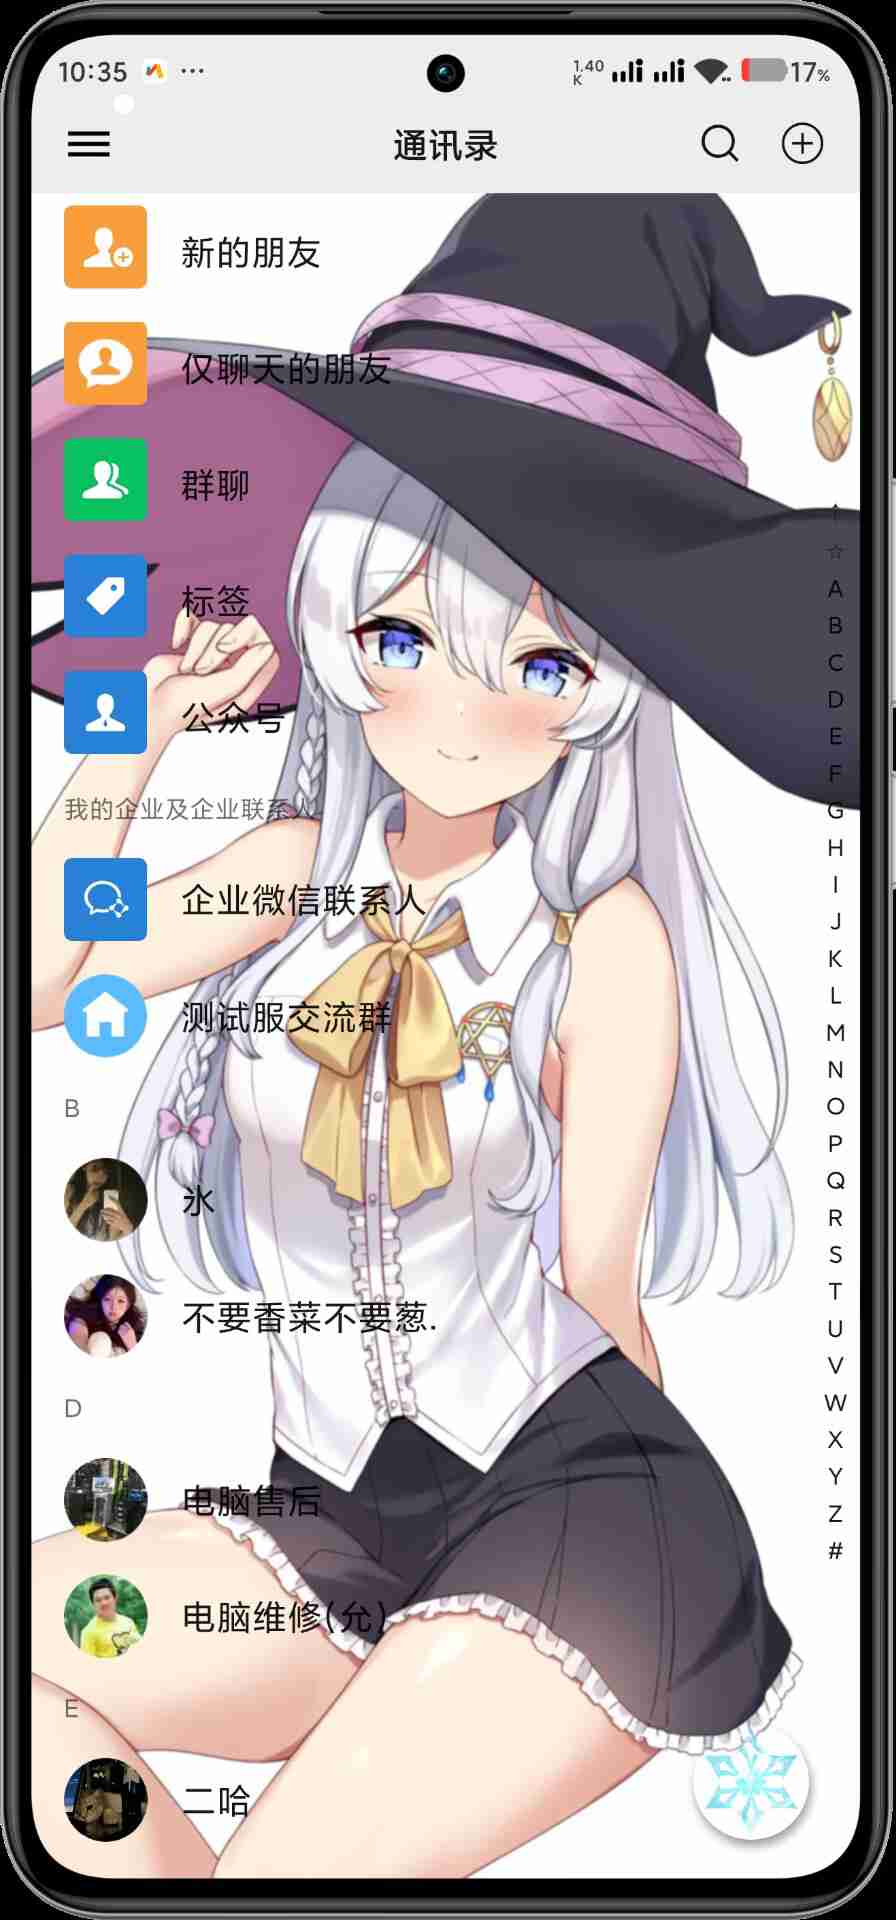 10:35 ... 1.40 K 17%
通讯录
新的朋友
仅聊天的朋友
群聊
标签
公众号
我的企业及企业联系人
企业微信联系人
测试服交流群
B
氷
不要香菜不要葱.
D
电脑售后
电脑维修(允)
E
二哈
↑
☆
A
B
C
D
E
F
G
H
I
J
K
L
M
N
O
P
Q
R
S
T
U
V
W
X
Y
Z
#